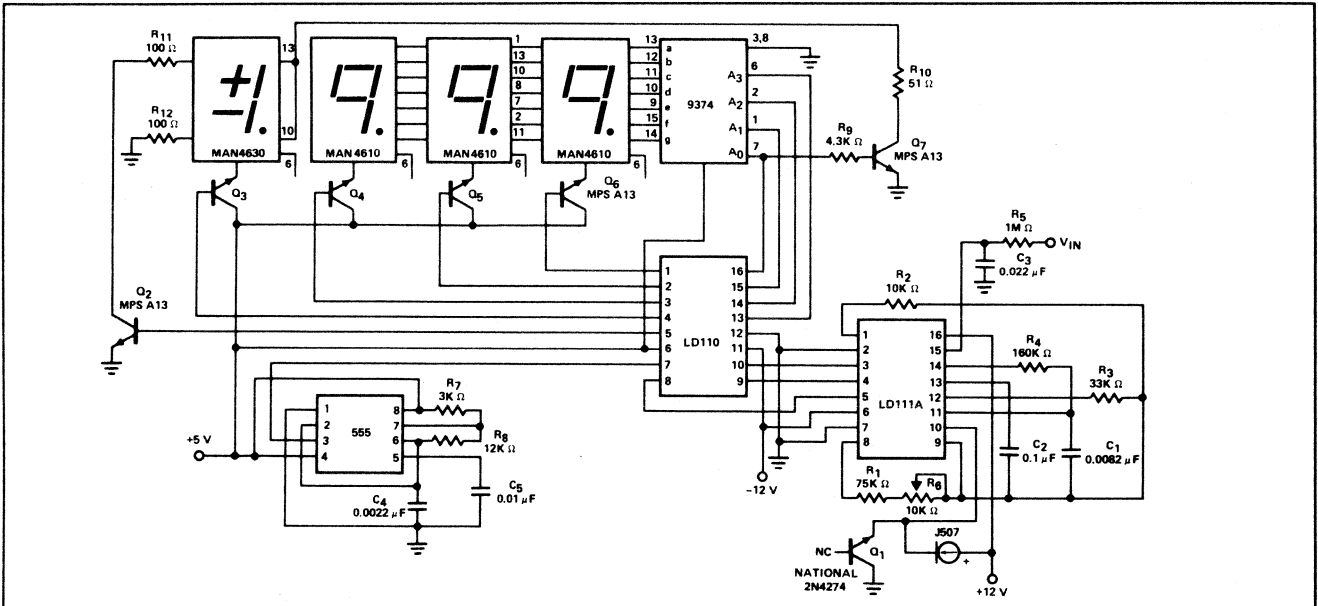 R11
100 Ω
R12
100 Ω
13
10
6
+1.
-1.
MAN4630
9.
MAN4610
6
9.
MAN4610
1
13
10
8
7
2
11
6
9.
MAN4610
6
13
12
11
10
9
15
14
a
b
c
d
e
f
g
9374
A3
A2
A1
A0
3,8
6
2
1
7
R10
51 Ω
R9
4.3K Ω
Q7
MPS A13
Q3
Q4
Q5
Q6
MPS A13
Q2
MPS A13
1
2
3
4
5
6
7
8
LD110
16
15
14
13
12
11
10
9
R5
1M Ω
VIN
C3
0.022 μF
R2
10K Ω
1
2
3
4
5
6
7
8
LD111A
16
15
14
13
12
11
10
9
R4
160K Ω
R3
33K Ω
C2
0.1 μF
C1
0.0082 μF
R1
75K Ω
R6
10K Ω
-12 V
J507
+
NC
Q1
NATIONAL
2N4274
+12 V
+5 V
1
2
3
4
555
8
7
6
5
R7
3K Ω
R8
12K Ω
C4
0.0022 μF
C5
0.01 μF